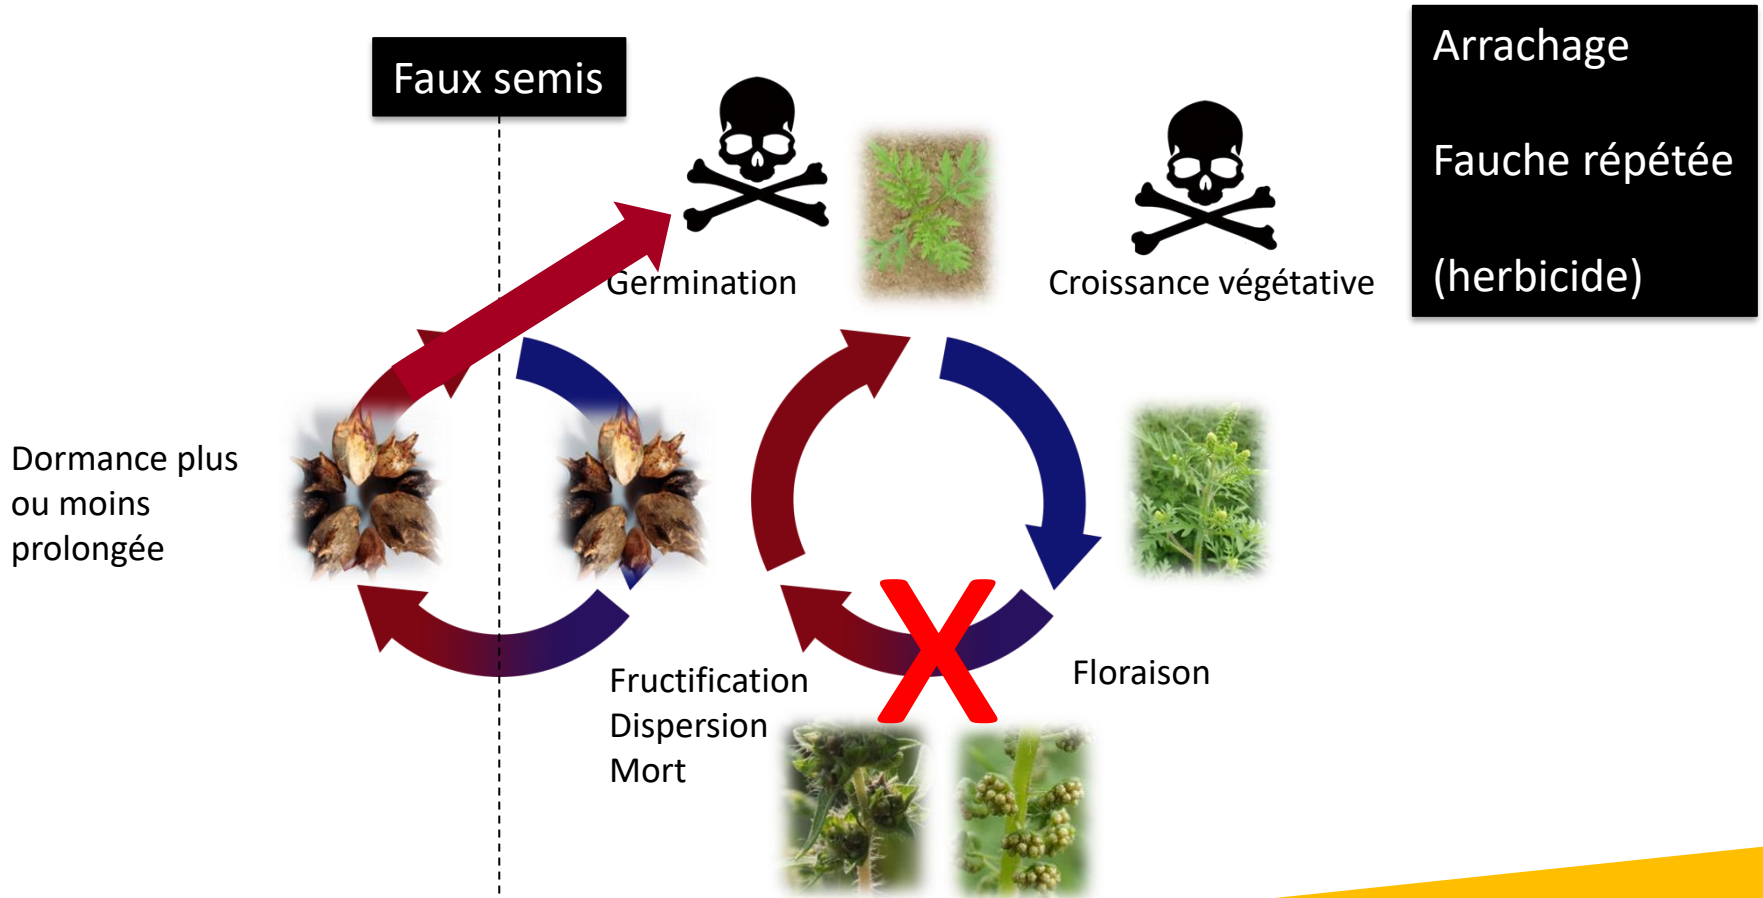 Faux semis
Arrachage
Fauche répétée
(herbicide)
Germination
Croissance végétative
Dormance plus
ou moins
prolongée
Fructification
Dispersion
Mort
Floraison
X